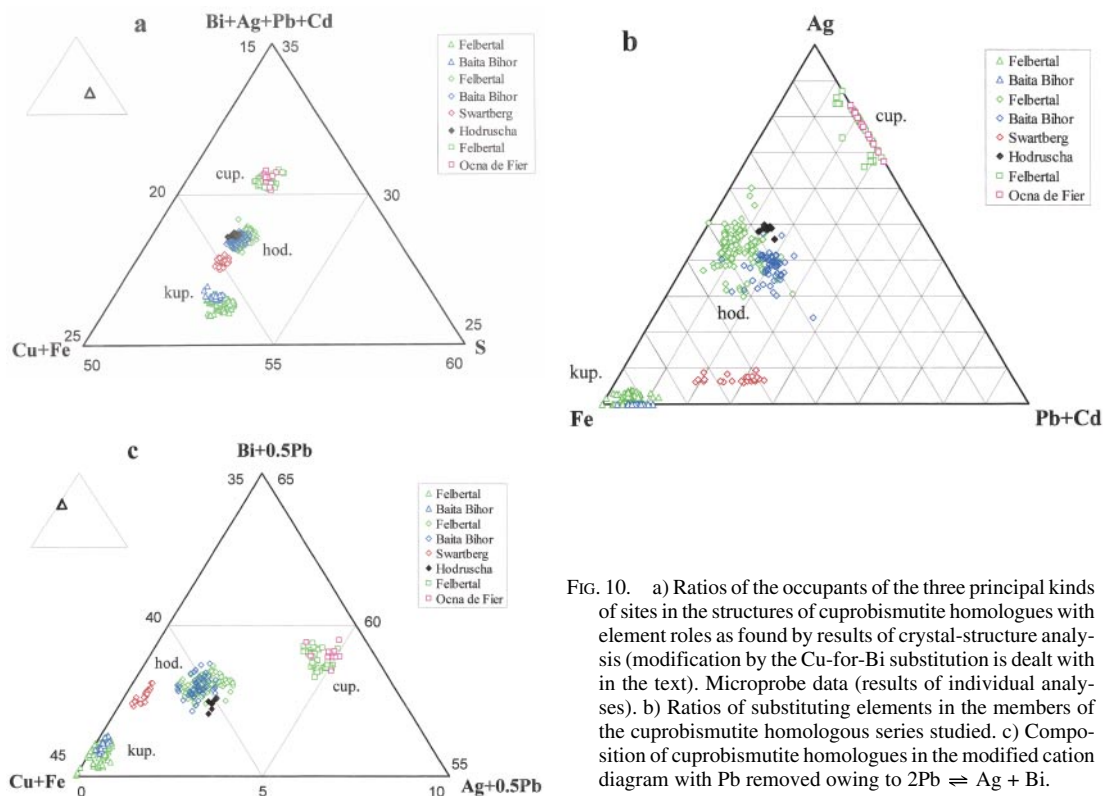 a
Bi+Ag+Pb+Cd
15 35
Felbertal
Baita Bihor
Felbertal
Baita Bihor
Swartberg
Hodruscha
Felbertal
Ocna de Fier
cup.
20 30
hod.
kup.
25 25
Cu+Fe S
50 55 60
b
Ag
Felbertal
Baita Bihor
Felbertal
Baita Bihor
Swartberg
Hodruscha
Felbertal
Ocna de Fier
cup.
hod.
kup.
Fe Pb+Cd
c
Bi+0.5Pb
35 65
Felbertal
Baita Bihor
Felbertal
Baita Bihor
Swartberg
Hodruscha
Felbertal
Ocna de Fier
40 60
hod.
cup.
kup.
45 55
Cu+Fe
0 5 10
Ag+0.5Pb
FIG. 10. a) Ratios of the occupants of the three principal kinds
of sites in the structures of cuprobismutite homologues with
element roles as found by results of crystal-structure analy-
sis (modification by the Cu-for-Bi substitution is dealt with
in the text). Microprobe data (results of individual analy-
ses). b) Ratios of substituting elements in the members of
the cuprobismutite homologous series studied. c) Compo-
sition of cuprobismutite homologues in the modified cation
diagram with Pb removed owing to 2Pb ⇌ Ag + Bi.